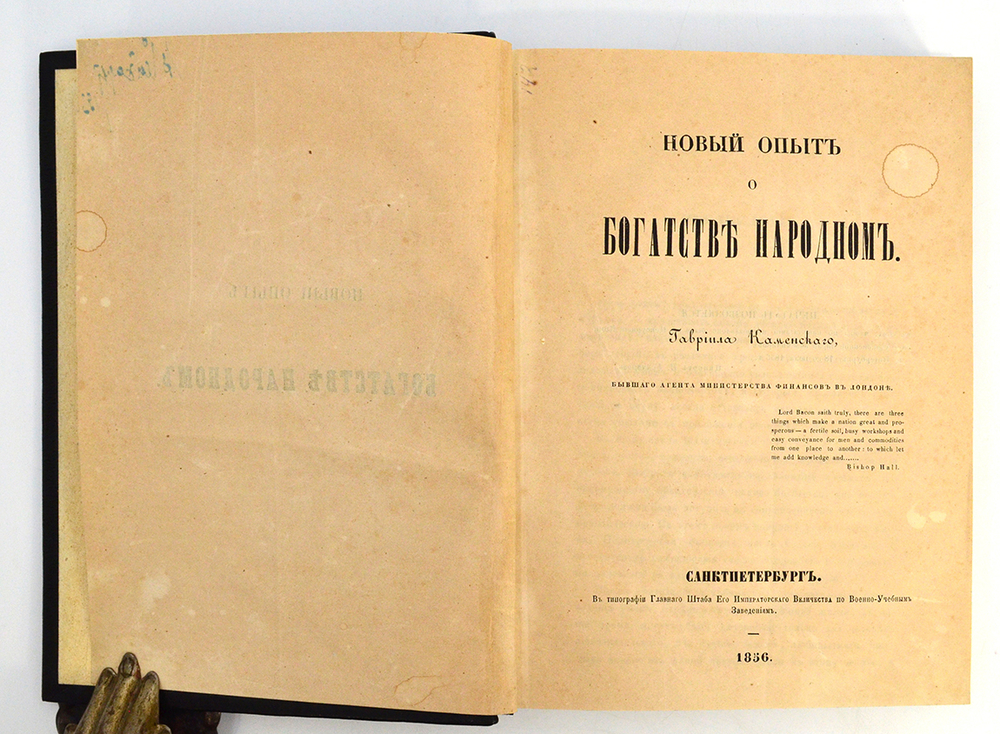 НОВЫЙ ОПЫТЪ
О
БОГАТСТВѢ НАРОДНОМЪ.
Гавріила Каменскаго,
БЫВШАГО АГЕНТА МИНИСТЕРСТВА ФИНАНСОВЪ ВЪ ЛОНДОНѢ.
Lord Bacon saith truly, there are three
things which make a nation great and pro-
sperous — a fertile soil, busy workshops and
easy conveyance for men and commodities
from one place to another: to which let
me add knowledge and......
Bishop Hall.
САНКТПЕТЕРБУРГЪ.
Въ типографіи Главнаго Штаба Его Императорскаго Величества по Военно-Учебнымъ
Заведеніямъ.
—
1856.